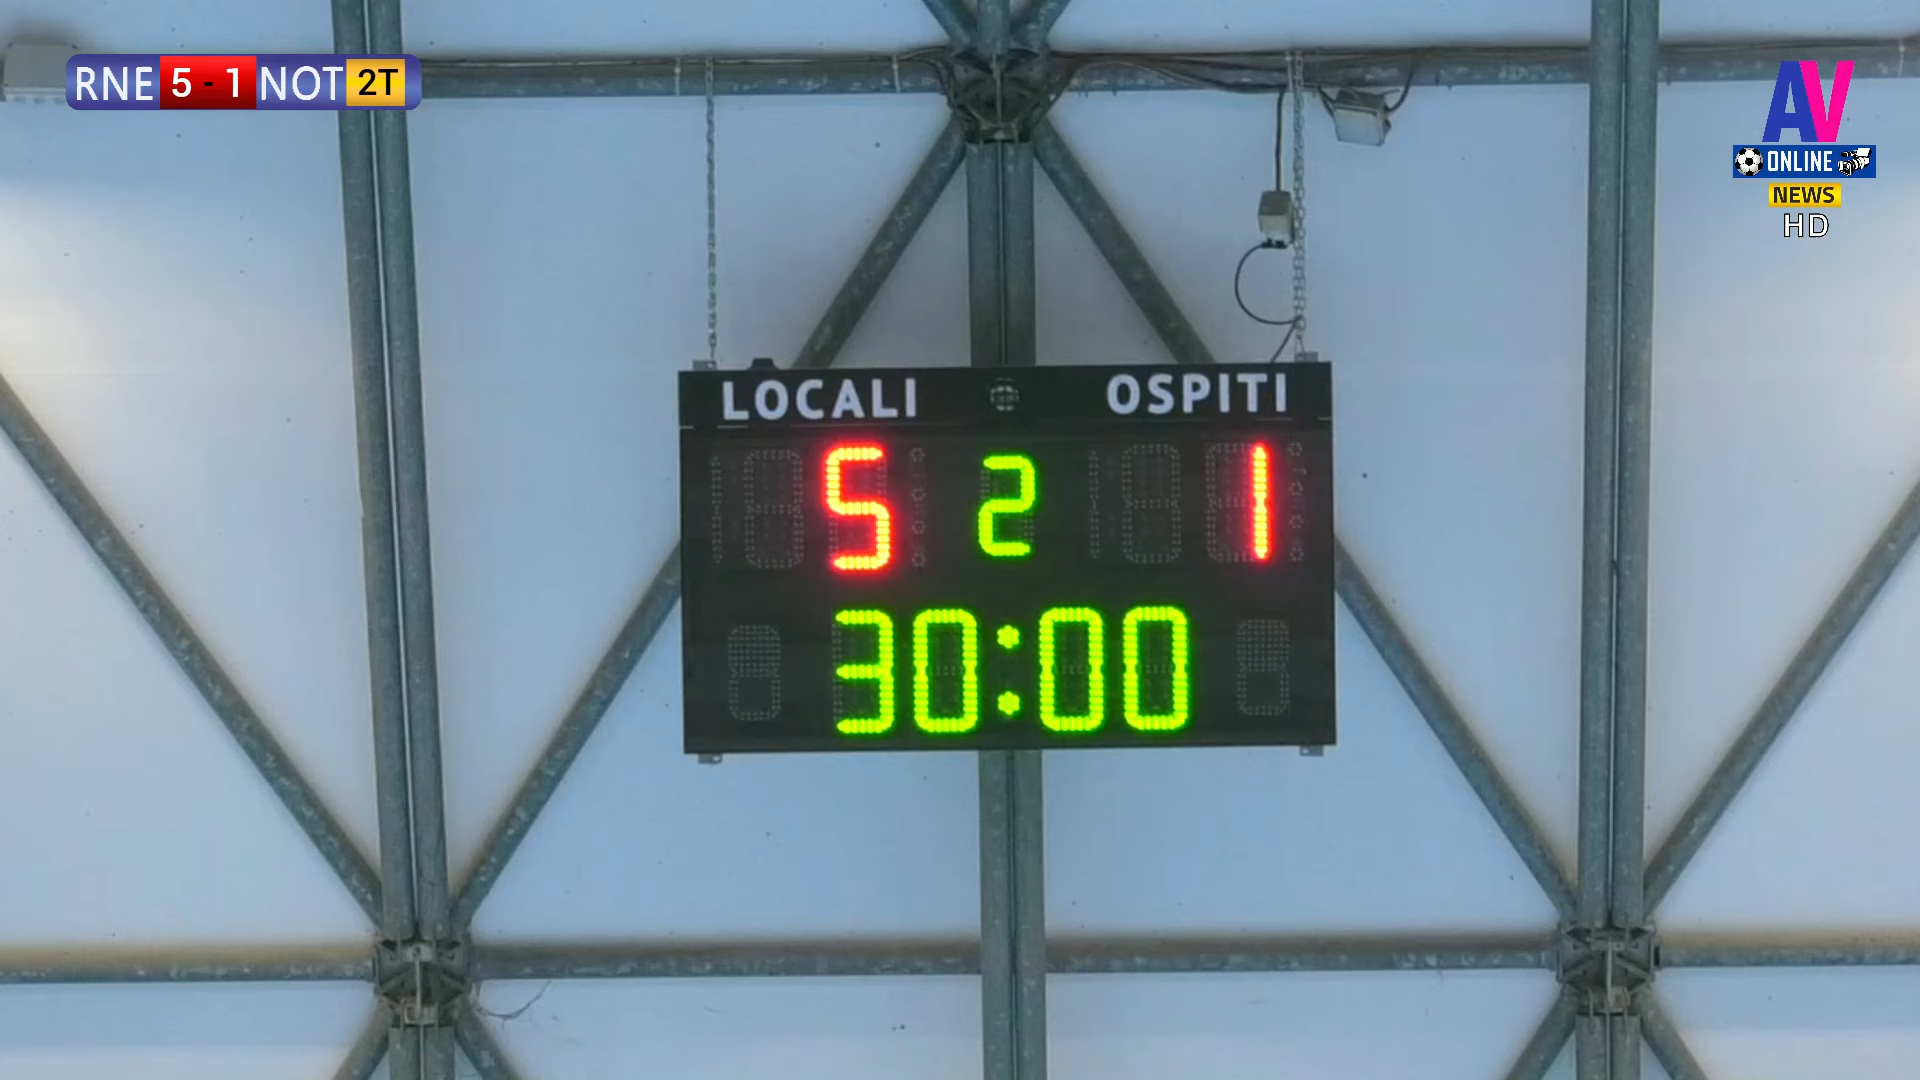 RNE 5 - 1 NOT 2T
AV
ONLINE
NEWS
HD
LOCALI OSPITI
5 2 1
30:00